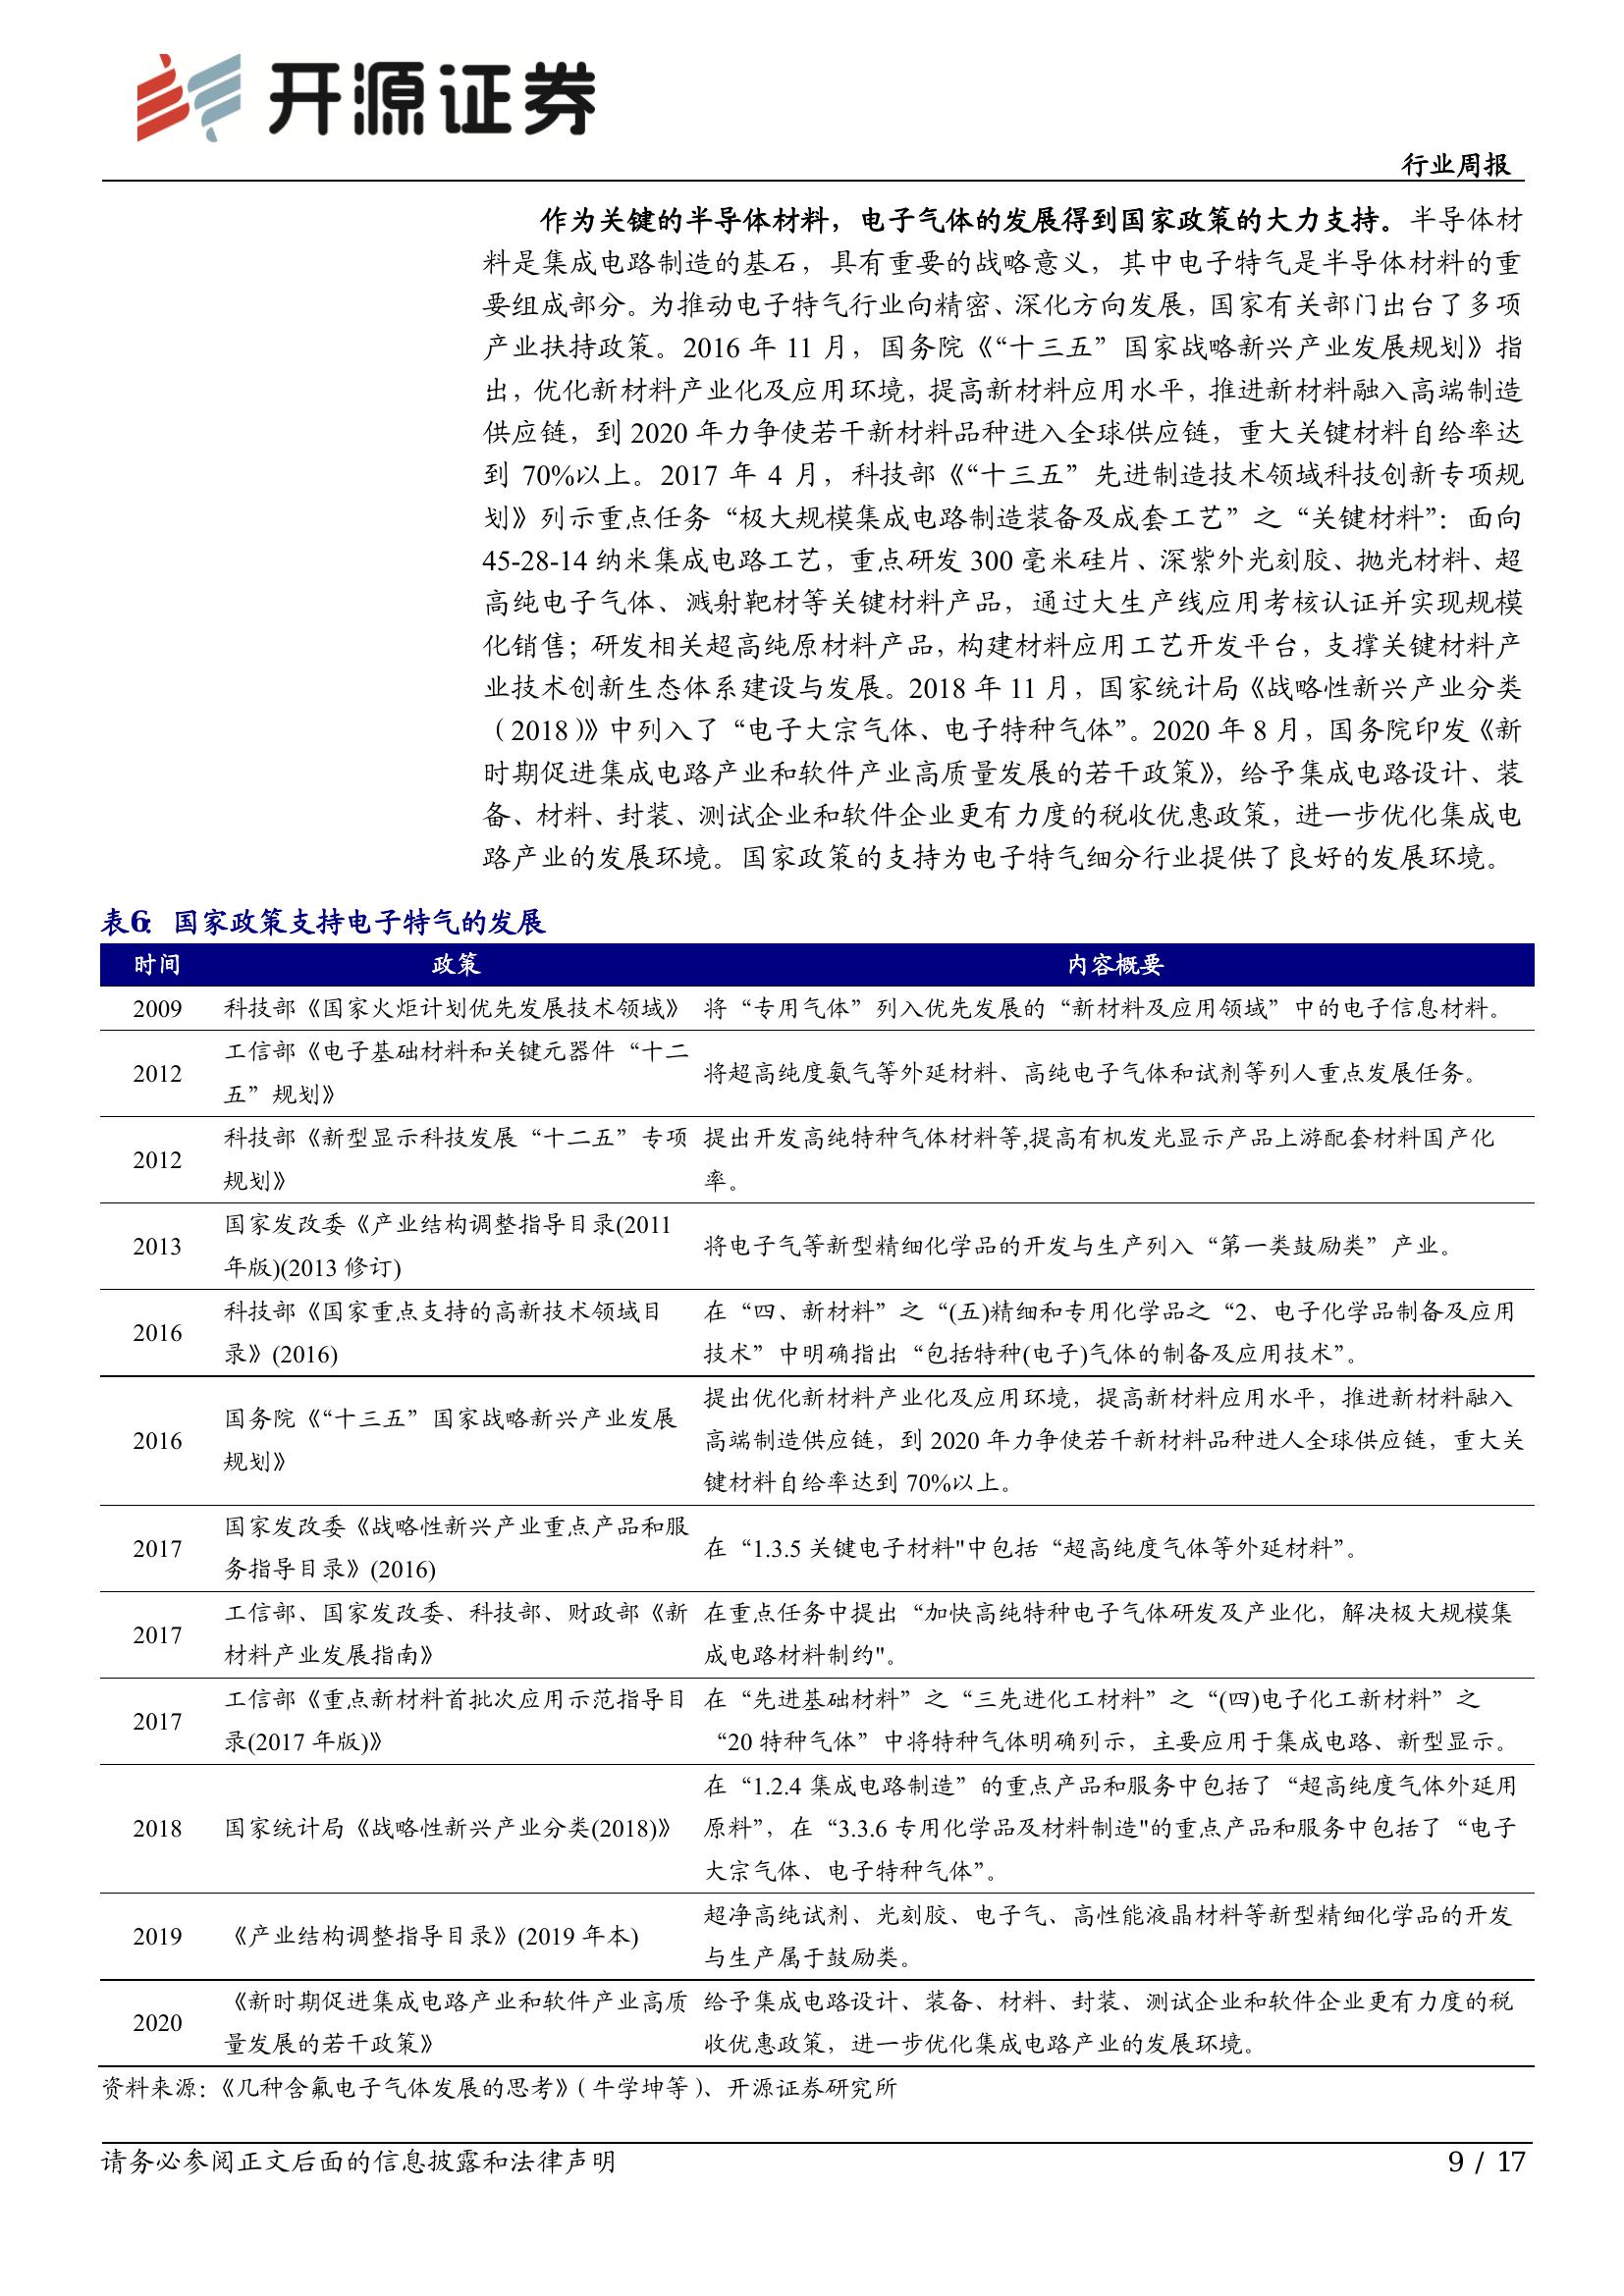 开源证券
行业周报
作为关键的半导体材料，电子气体的发展得到国家政策的大力支持。半导体材
料是集成电路制造的基石，具有重要的战略意义，其中电子特气是半导体材料的重
要组成部分。为推动电子特气行业向精密、深化方向发展，国家有关部门出台了多项
产业扶持政策。2016 年 11 月，国务院《“十三五”国家战略新兴产业发展规划》指
出，优化新材料产业化及应用环境，提高新材料应用水平，推进新材料融入高端制造
供应链，到 2020 年力争使若干新材料品种进入全球供应链，重大关键材料自给率达
到 70%以上。2017 年 4 月，科技部《“十三五”先进制造技术领域科技创新专项规
划》列示重点任务“极大规模集成电路制造装备及成套工艺”之“关键材料”：面向
45-28-14 纳米集成电路工艺，重点研发 300 毫米硅片、深紫外光刻胶、抛光材料、超
高纯电子气体、溅射靶材等关键材料产品，通过大生产线应用考核认证并实现规模
化销售；研发相关超高纯原材料产品，构建材料应用工艺开发平台，支撑关键材料产
业技术创新生态体系建设与发展。2018 年 11 月，国家统计局《战略性新兴产业分类
（2018）》中列入了“电子大宗气体、电子特种气体”。2020 年 8 月，国务院印发《新
时期促进集成电路产业和软件产业高质量发展的若干政策》，给予集成电路设计、装
备、材料、封装、测试企业和软件企业更有力度的税收优惠政策，进一步优化集成电
路产业的发展环境。国家政策的支持为电子特气细分行业提供了良好的发展环境。
表6： 国家政策支持电子特气的发展
时间 政策 内容概要
2009 科技部《国家火炬计划优先发展技术领域》 将“专用气体”列入优先发展的“新材料及应用领域”中的电子信息材料。
2012 工信部《电子基础材料和关键元器件“十二
五”规划》
将超高纯度氨气等外延材料、高纯电子气体和试剂等列人重点发展任务。
2012 科技部《新型显示科技发展“十二五”专项
规划》
提出开发高纯特种气体材料等,提高有机发光显示产品上游配套材料国产化
率。
2013 国家发改委《产业结构调整指导目录(2011
年版)(2013 修订)
将电子气等新型精细化学品的开发与生产列入“第一类鼓励类”产业。
2016 科技部《国家重点支持的高新技术领域目
录》(2016)
在“四、新材料”之“(五)精细和专用化学品之“2、电子化学品制备及应用
技术”中明确指出“包括特种(电子)气体的制备及应用技术”。
2016 国务院《“十三五”国家战略新兴产业发展
规划》
提出优化新材料产业化及应用环境，提高新材料应用水平，推进新材料融入
高端制造供应链，到 2020 年力争使若千新材料品种进人全球供应链，重大关
键材料自给率达到 70%以上。
2017 国家发改委《战略性新兴产业重点产品和服
务指导目录》(2016)
在“1.3.5 关键电子材料"中包括“超高纯度气体等外延材料”。
2017 工信部、国家发改委、科技部、财政部《新
材料产业发展指南》
在重点任务中提出“加快高纯特种电子气体研发及产业化，解决极大规模集
成电路材料制约"。
2017 工信部《重点新材料首批次应用示范指导目
录(2017 年版)》
在“先进基础材料”之“三先进化工材料”之“(四)电子化工新材料”之
“20 特种气体”中将特种气体明确列示，主要应用于集成电路、新型显示。
2018 国家统计局《战略性新兴产业分类(2018)》
在“1.2.4 集成电路制造”的重点产品和服务中包括了“超高纯度气体外延用
原料”，在“3.3.6 专用化学品及材料制造"的重点产品和服务中包括了“电子
大宗气体、电子特种气体”。
2019 《产业结构调整指导目录》(2019 年本)
超净高纯试剂、光刻胶、电子气、高性能液晶材料等新型精细化学品的开发
与生产属于鼓励类。
2020 《新时期促进集成电路产业和软件产业高质
量发展的若干政策》
给予集成电路设计、装备、材料、封装、测试企业和软件企业更有力度的税
收优惠政策，进一步优化集成电路产业的发展环境。
资料来源：《几种含氟电子气体发展的思考》（牛学坤等）、开源证券研究所
请务必参阅正文后面的信息披露和法律声明 9 / 17